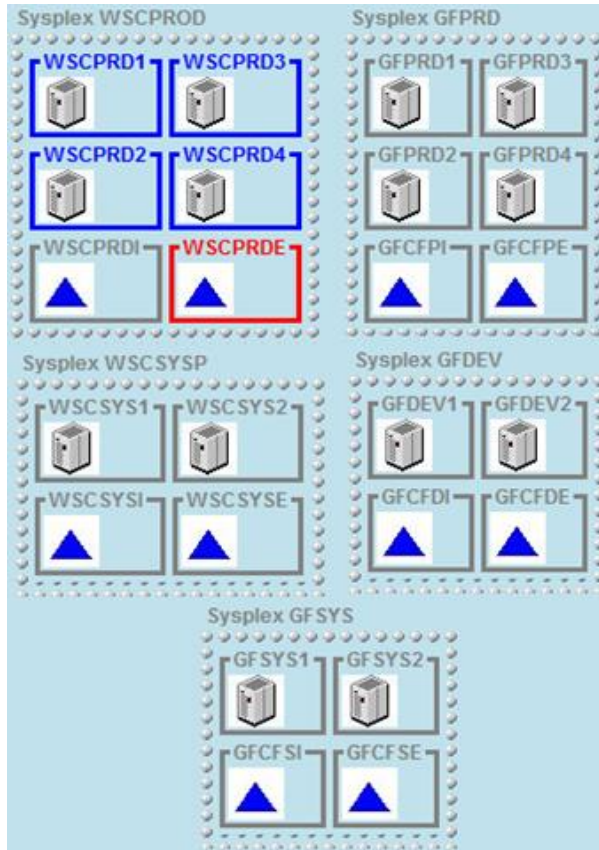 Sysplex WSCPROD
WSCPRD1 WSCPRD3
WSCPRD2 WSCPRD4
WSCPRDI WSCPRDE
Sysplex GFPRD
GFPRD1 GFPRD3
GFPRD2 GFPRD4
GFCFPI GFCFPE
Sysplex WSCSYSP
WSCSYS1 WSCSYS2
WSCSYSI WSCSYSE
Sysplex GFDEV
GFDEV1 GFDEV2
GFCFDI GFCFDE
Sysplex GFSYS
GFSYS1 GFSYS2
GFCFSI GFCFSE